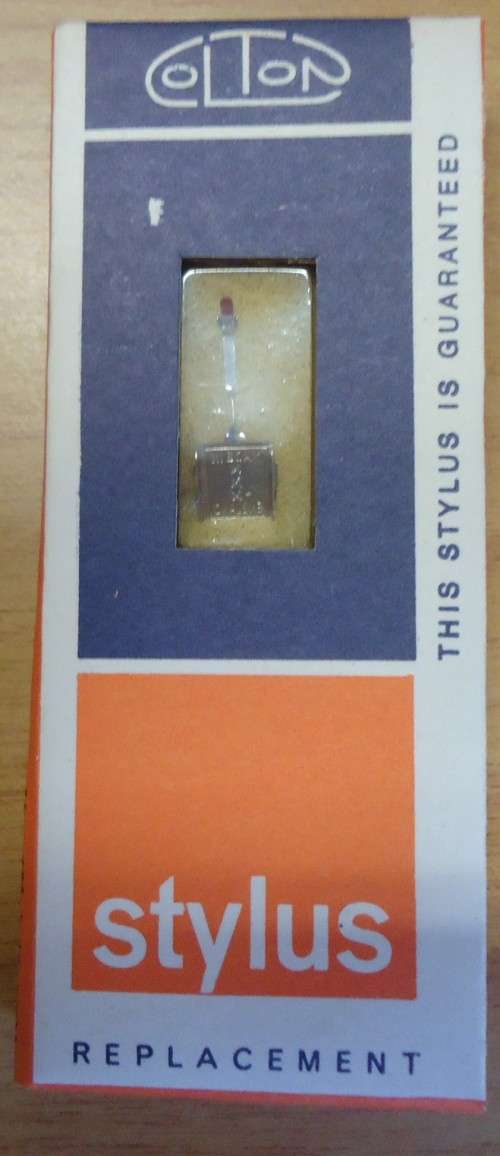 COLTON
THIS STYLUS IS GUARANTEED
stylus
REPLACEMENT